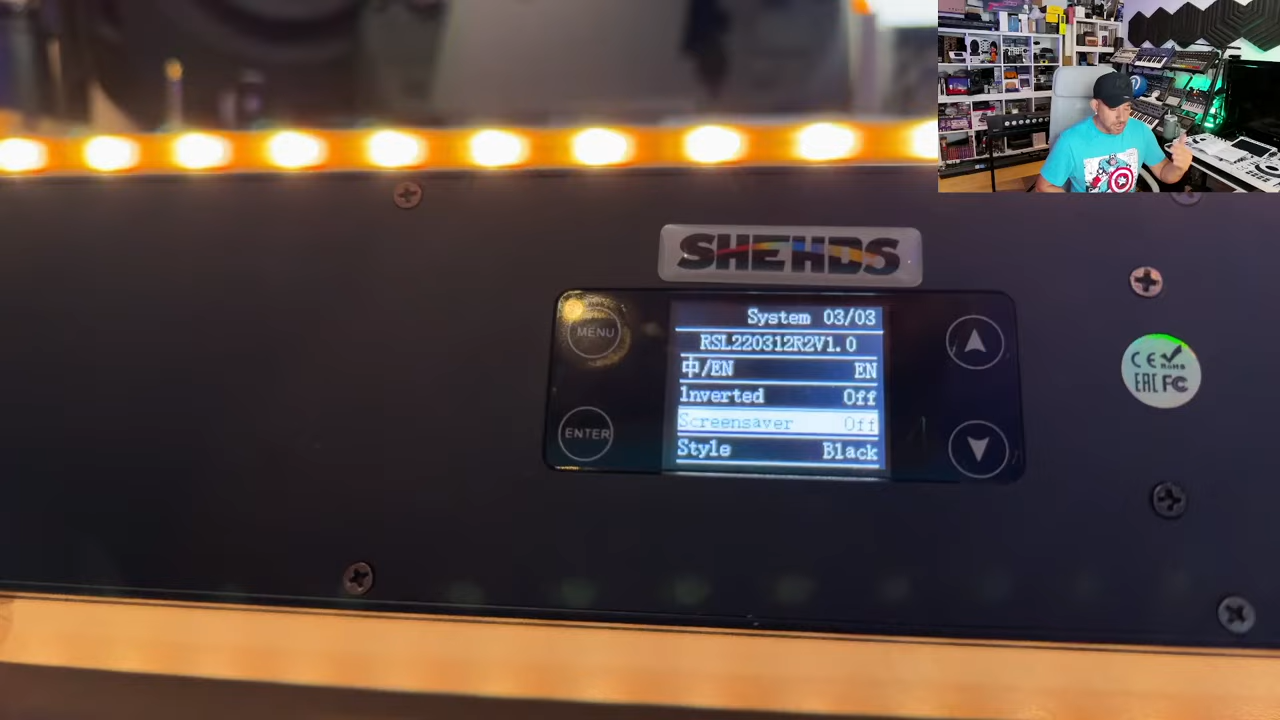 SHEHDS
MENU
ENTER
System 03/03
RSL220312R2V1.0
中/EN EN
Inverted Off
Screensaver Off
Style Black
CE RoHS
EAC FC